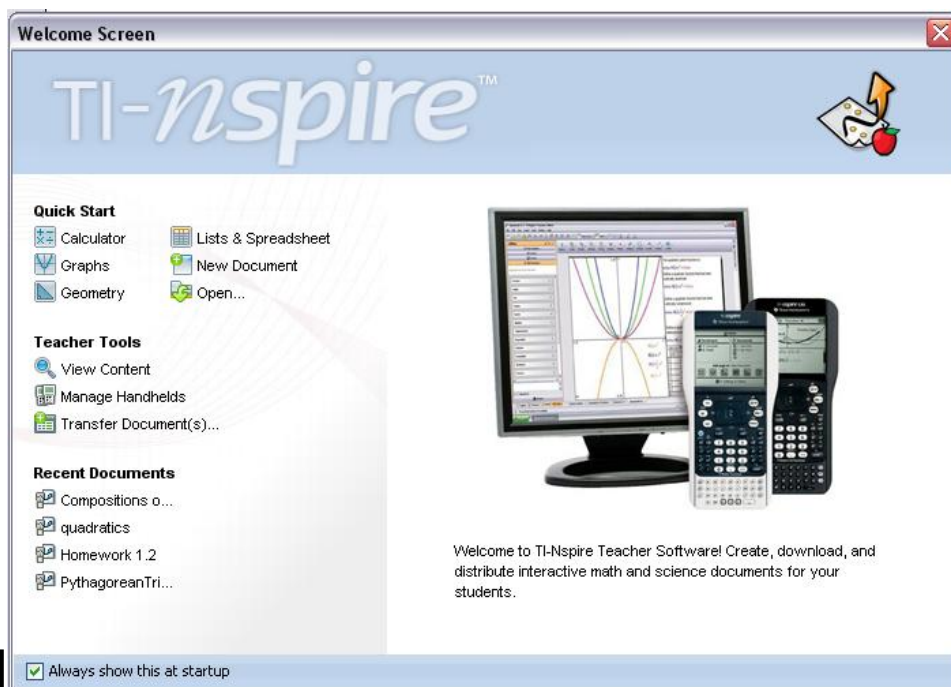 Welcome Screen
TI-nspire™
Quick Start
Calculator
Lists & Spreadsheet
Graphs
New Document
Geometry
Open...
Teacher Tools
View Content
Manage Handhelds
Transfer Document(s)...
Recent Documents
Compositions o...
quadratics
Homework 1.2
PythagoreanTri...
Welcome to TI-Nspire Teacher Software! Create, download, and
distribute interactive math and science documents for your
students.
Always show this at startup